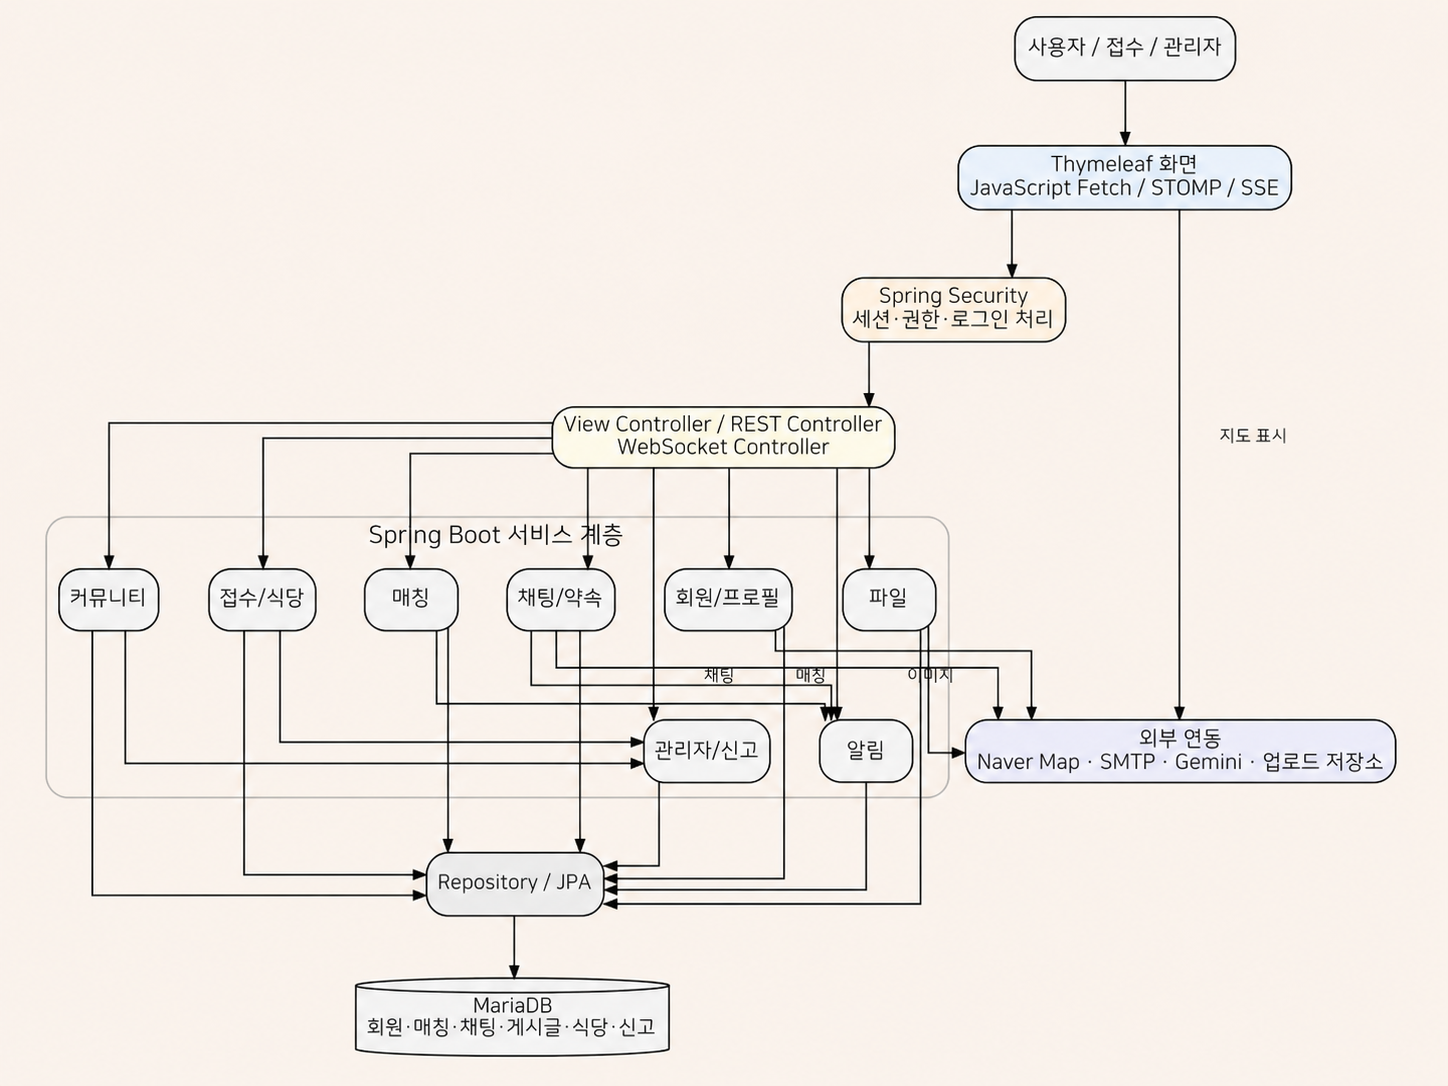 사용자 / 접수 / 관리자
Thymeleaf 화면
JavaScript Fetch / STOMP / SSE
Spring Security
세션·권한·로그인 처리
View Controller / REST Controller
WebSocket Controller
지도 표시
Spring Boot 서비스 계층
커뮤니티
접수/식당
매칭
채팅/약속
회원/프로필
파일
채팅
매칭
이미지
관리자/신고
알림
외부 연동
Naver Map · SMTP · Gemini · 업로드 저장소
Repository / JPA
MariaDB
회원·매칭·채팅·게시글·식당·신고